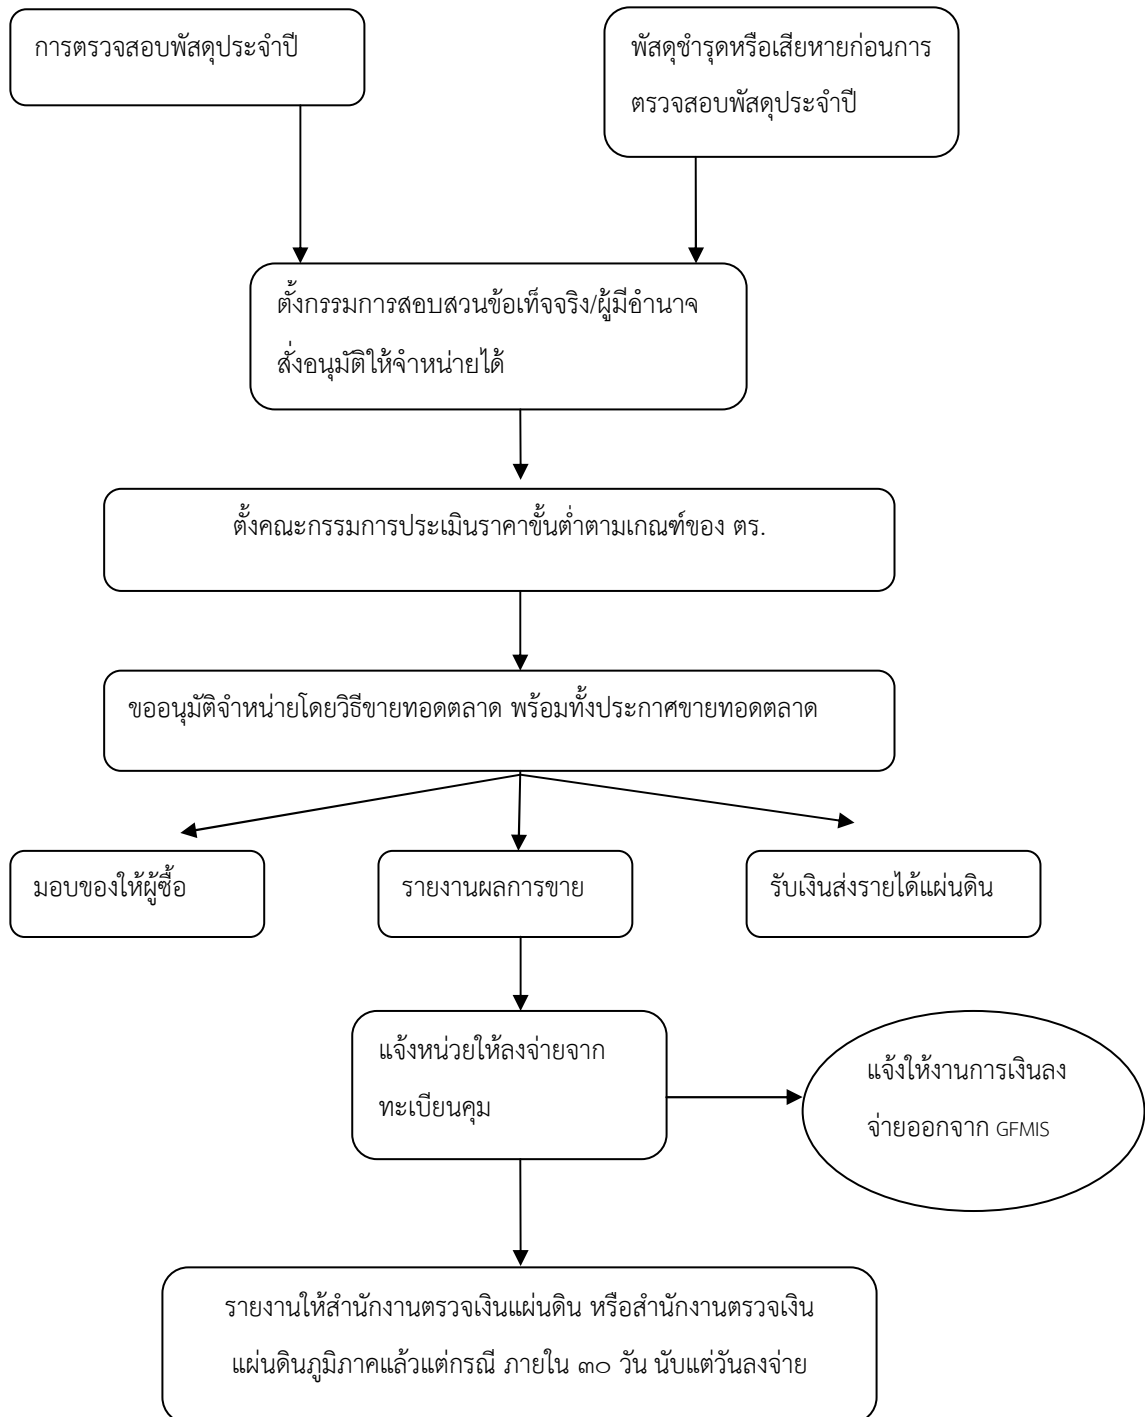 การตรวจสอบพัสดุประจำปี
พัสดุชำรุดหรือเสียหายก่อนการ
ตรวจสอบพัสดุประจำปี
ตั้งกรรมการสอบสวนข้อเท็จจริง/ผู้มีอำนาจ
สั่งอนุมัติให้จำหน่ายได้
ตั้งคณะกรรมการประเมินราคาขั้นต่ำตามเกณฑ์ของ ตร.
ขออนุมัติจำหน่ายโดยวิธีขายทอดตลาด พร้อมทั้งประกาศขายทอดตลาด
มอบของให้ผู้ซื้อ
รายงานผลการขาย
รับเงินส่งรายได้แผ่นดิน
แจ้งหน่วยให้ลงจ่ายจาก
ทะเบียนคุม
แจ้งให้งานการเงินลง
จ่ายออกจาก GFMIS
รายงานให้สำนักงานตรวจเงินแผ่นดิน หรือสำนักงานตรวจเงิน
แผ่นดินภูมิภาคแล้วแต่กรณี ภายใน ๓๐ วัน นับแต่วันลงจ่าย